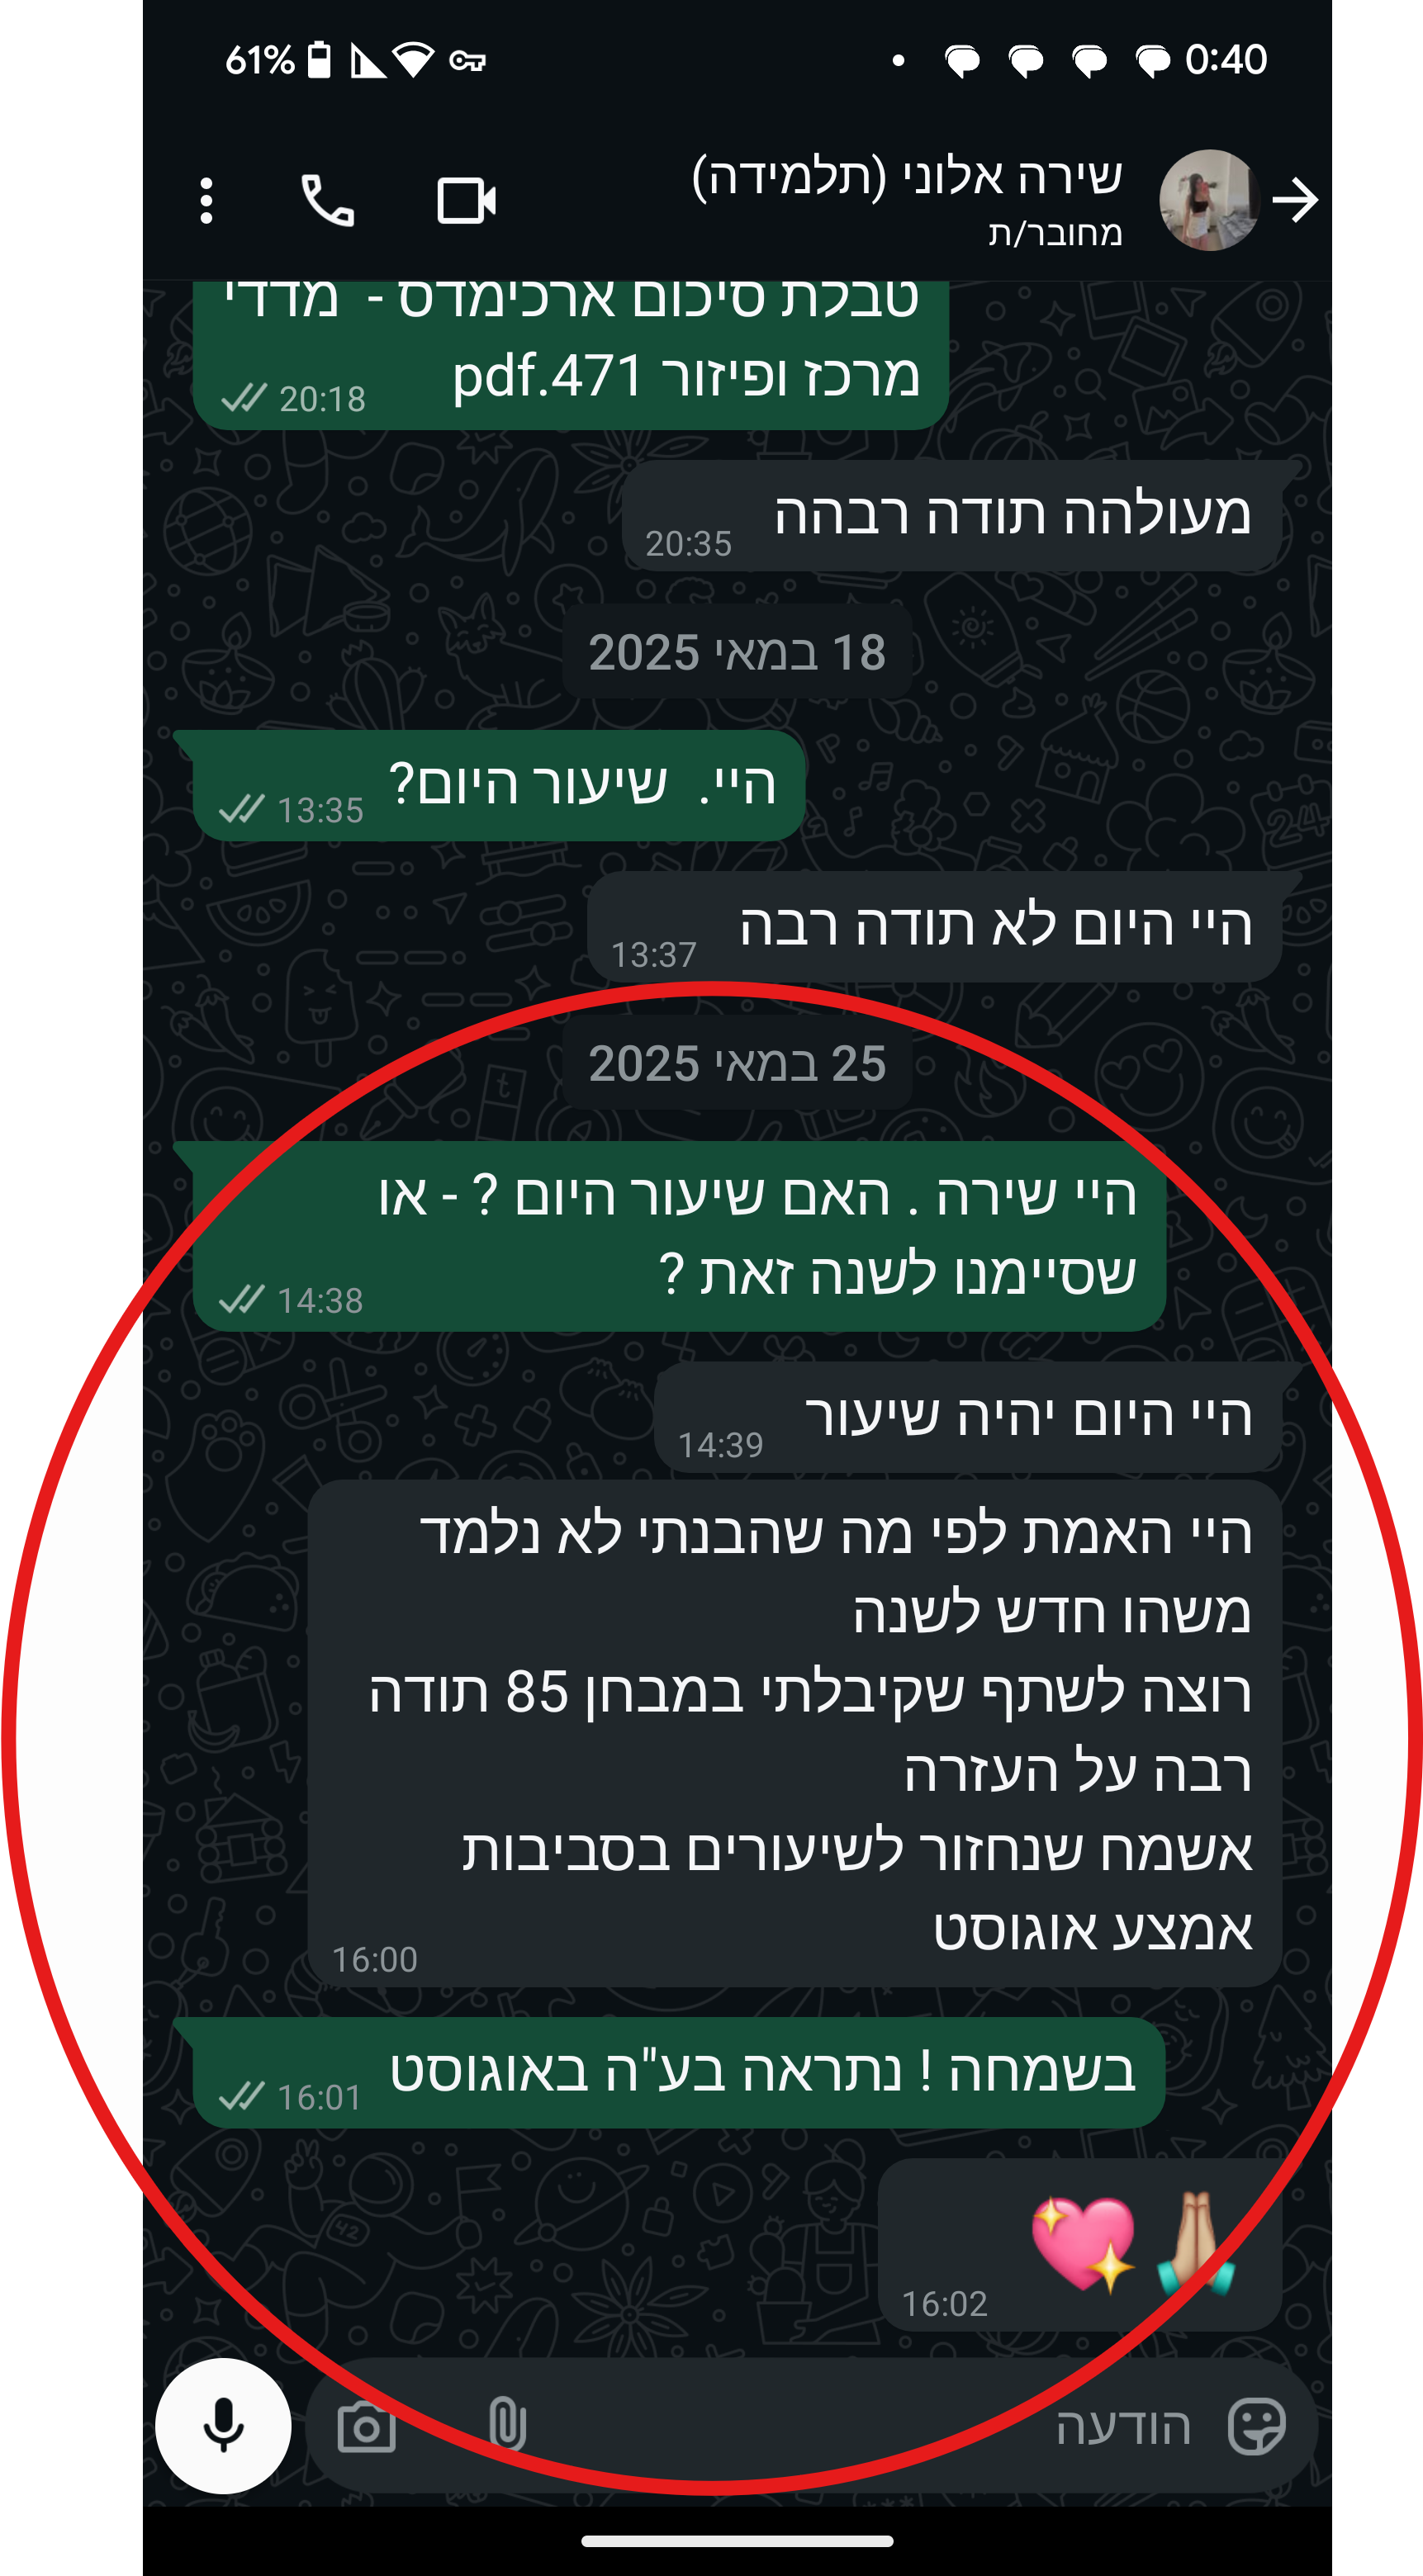 61%
0:40
שירה אלוני (תלמידה)
מחובר/ת
טבלת סיכום ארכימדס - מדדי
מרכז ופיזור 471.pdf
20:18
מעולהה תודה רבהה
20:35
18 במאי 2025
היי. שיעור היום?
13:35
היי היום לא תודה רבה
13:37
25 במאי 2025
היי שירה . האם שיעור היום ? - או
שסיימנו לשנה זאת ?
14:38
היי היום יהיה שיעור
14:39
היי האמת לפי מה שהבנתי לא נלמד
משהו חדש לשנה
רוצה לשתף שקיבלתי במבחן 85 תודה
רבה על העזרה
אשמח שנחזור לשיעורים בסביבות
אמצע אוגוסט
16:00
בשמחה ! נתראה בע"ה באוגוסט
16:01
16:02
הודעה